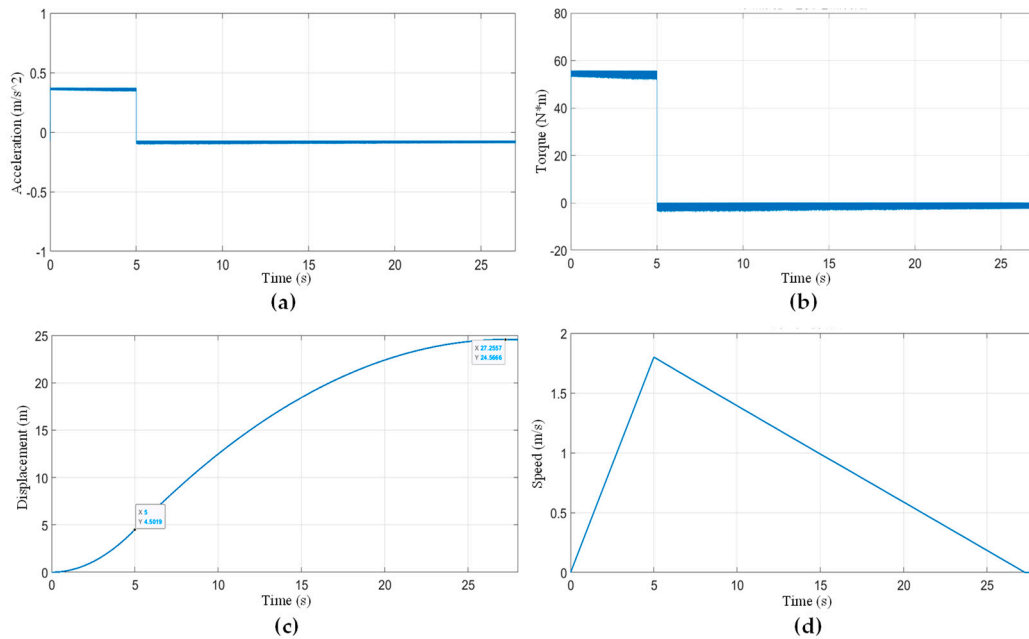 1
0.5
0
-0.5
-1
Acceleration (m/s^2)
0 5 10 15 20 25
Time (s)
(a)
80
60
40
20
0
-20
Torque (N*m)
0 5 10 15 20 25
Time (s)
(b)
25
20
15
10
5
0
Displacement (m)
X 27.2557
Y 24.5666
X 5
Y 4.5019
0 5 10 15 20 25
Time (s)
(c)
2
1.5
1
0.5
0
Speed (m/s)
0 5 10 15 20 25
Time (s)
(d)